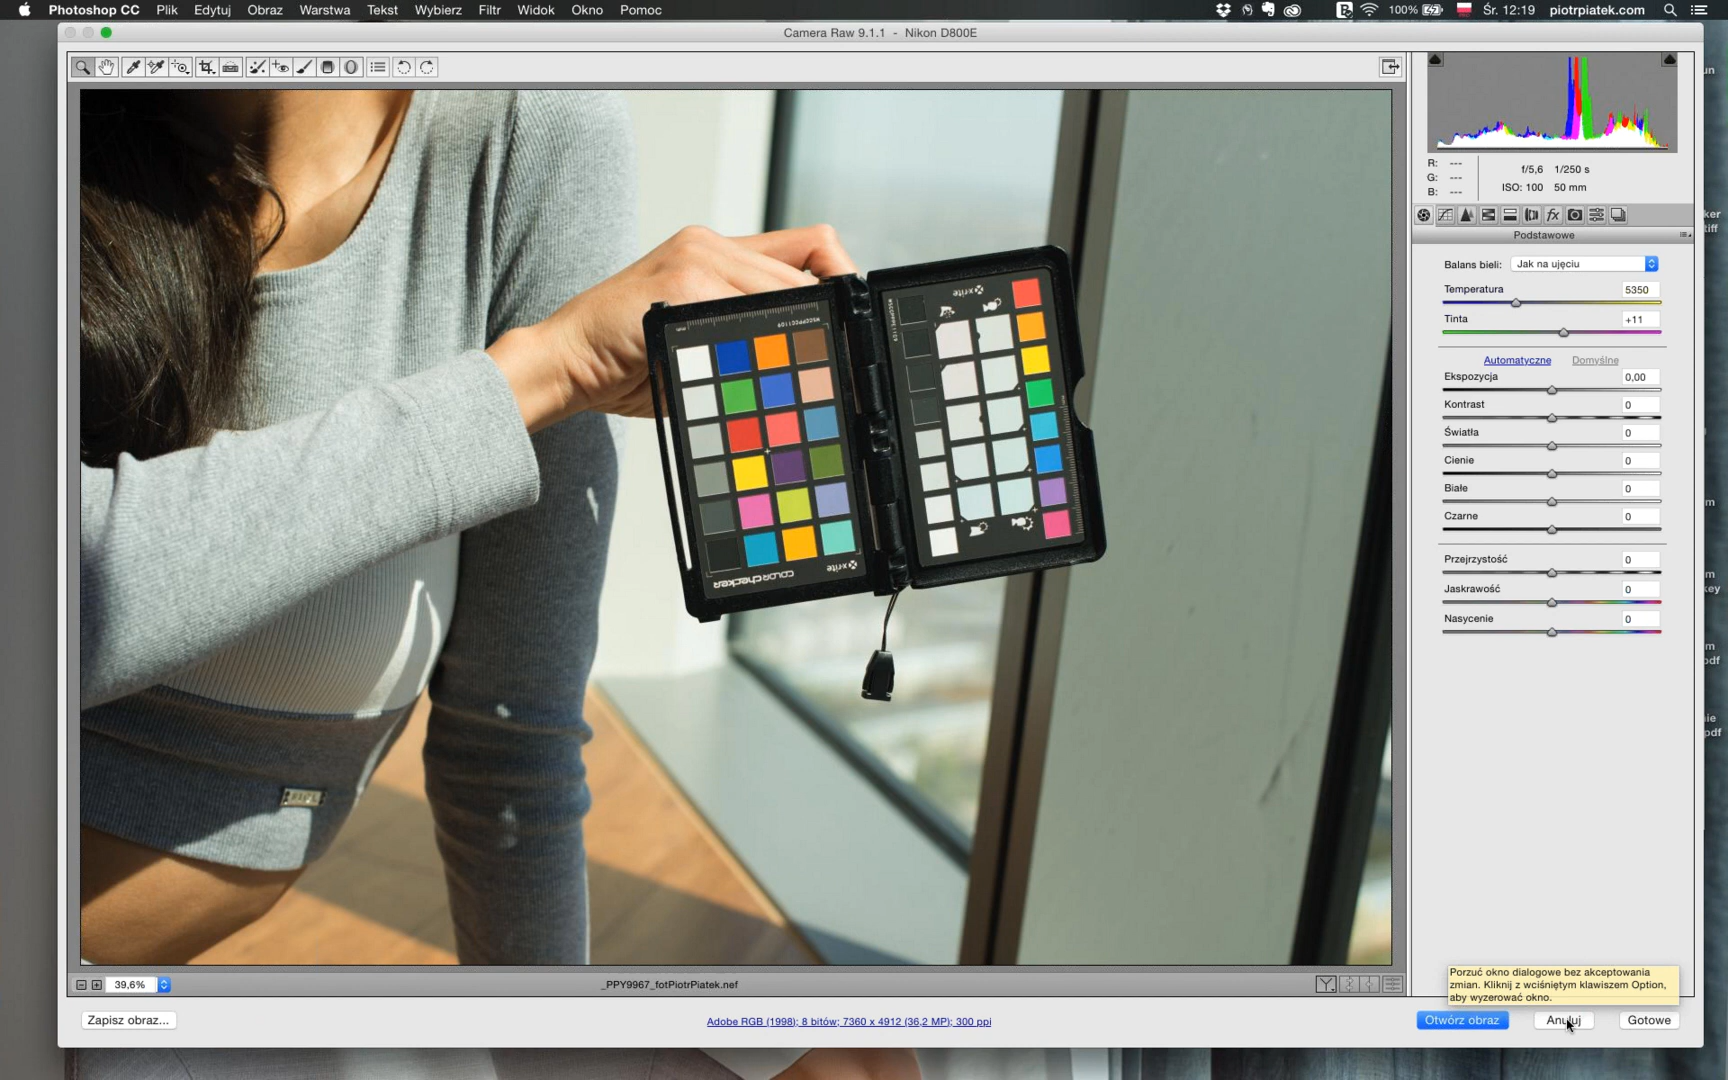 Photoshop CC Plik Edytuj Obraz Warstwa Tekst Wybierz Filtr Widok Okno Pomoc 100% Śr. 12:19 piotrpiatek.com
Camera Raw 9.1.1 - Nikon D800E
R: ---
G: ---
B: ---
f/5,6 1/250 s
ISO: 100 50 mm
Podstawowe
Balans bieli: Jak na ujęciu
Temperatura 5350
Tinta +11
Automatyczne Domyślne
Ekspozycja 0,00
Kontrast 0
Światła 0
Cienie 0
Białe 0
Czarne 0
Przejrzystość 0
Jaskrawość 0
Nasycenie 0
x-rite
colorchecker
x-rite
Porzuć okno dialogowe bez akceptowania
zmian. Kliknij z wciśniętym klawiszem Option,
aby wyzerować okno.
39,6% _PPY9967_fotPiotrPiatek.nef
Zapisz obraz... Adobe RGB (1998); 8 bitów; 7360 x 4912 (36,2 MP); 300 ppi Otwórz obraz Anuluj Gotowe